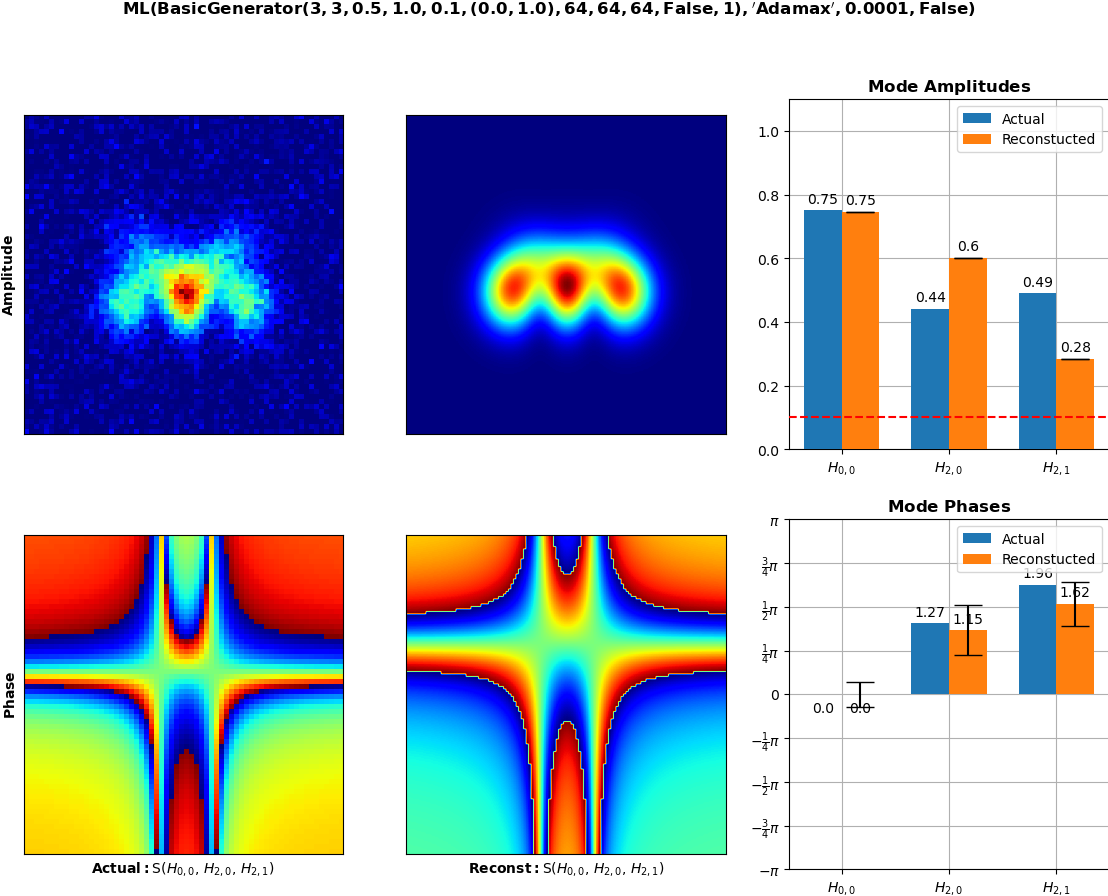 ML(BasicGenerator(3, 3, 0.5, 1.0, 0.1, (0.0, 1.0), 64, 64, 64, False, 1), ′Adamax′, 0.0001, False)
Amplitude
Mode Amplitudes
Actual
Reconstucted
1.0
0.8
0.6
0.4
0.2
0.0
0.75 0.75
0.44 0.6
0.49 0.28
H0,0 H2,0 H2,1
Phase
Actual: S(H0,0, H2,0, H2,1)
Reconst: S(H0,0, H2,0, H2,1)
Mode Phases
Actual
Reconstucted
π
3/4π
1/2π
1/4π
0
−1/4π
−1/2π
−3/4π
−π
0.0 0.0
1.27 1.15
1.96 1.62
H0,0 H2,0 H2,1